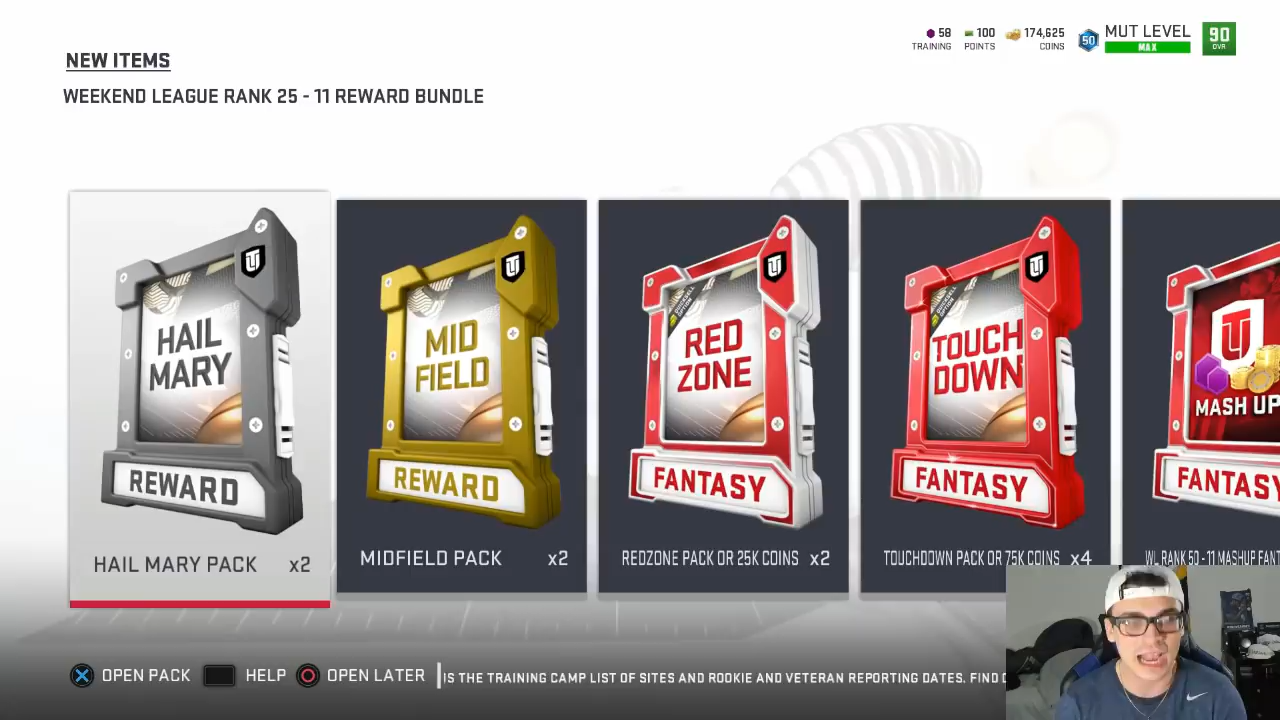 NEW ITEMS
WEEKEND LEAGUE RANK 25 - 11 REWARD BUNDLE
58
TRAINING
100
POINTS
174,625
COINS
50
MUT LEVEL
MAX
90
OVR
HAIL
MARY
REWARD
HAIL MARY PACK x2
MID
FIELD
REWARD
MIDFIELD PACK x2
RED
ZONE
FANTASY
REDZONE PACK OR 25K COINS x2
TOUCH
DOWN
FANTASY
TOUCHDOWN PACK OR 75K COINS x4
MASH UP
FANTASY
WL RANK 50 - 11 MASHUP FANT
OPEN PACK
HELP
OPEN LATER
IS THE TRAINING CAMP LIST OF SITES AND ROOKIE AND VETERAN REPORTING DATES. FIND